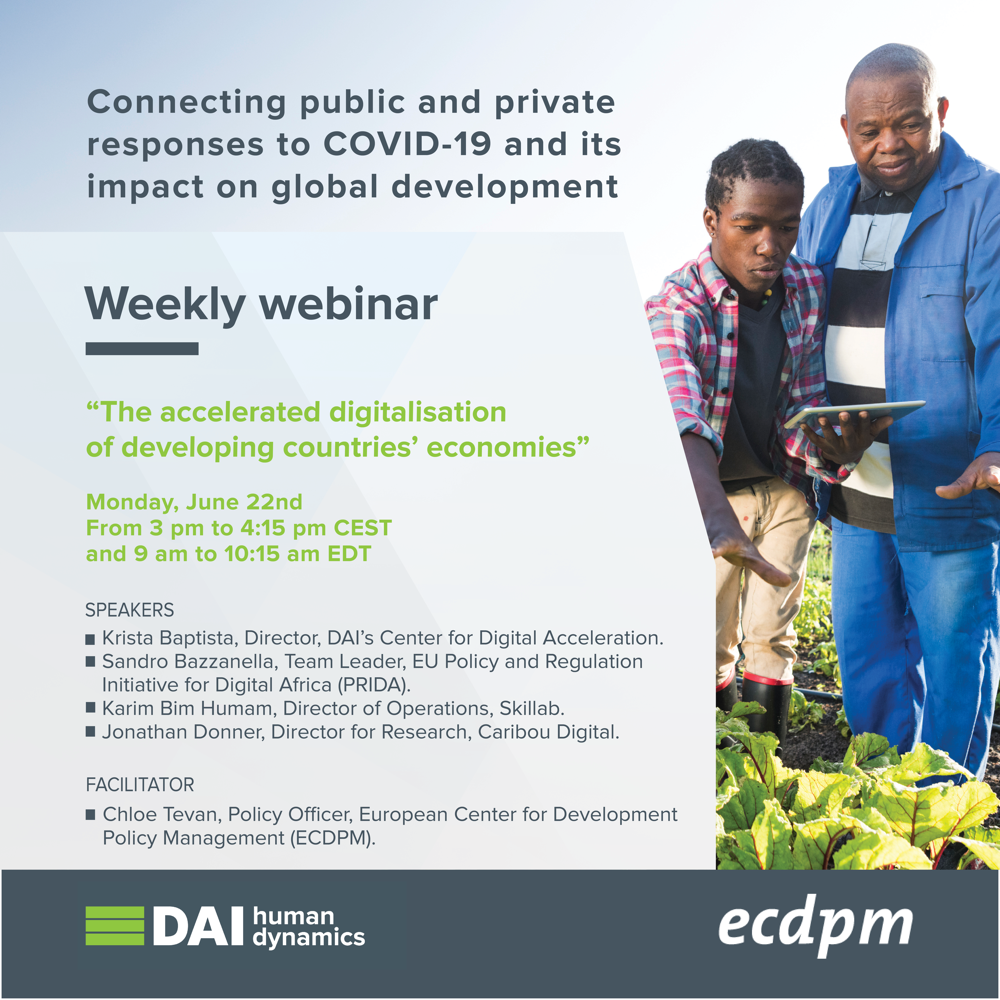 Connecting public and private
responses to COVID-19 and its
impact on global development
Weekly webinar
“The accelerated digitalisation
of developing countries’ economies”
Monday, June 22nd
From 3 pm to 4:15 pm CEST
and 9 am to 10:15 am EDT
SPEAKERS
■ Krista Baptista, Director, DAI’s Center for Digital Acceleration.
■ Sandro Bazzanella, Team Leader, EU Policy and Regulation
Initiative for Digital Africa (PRIDA).
■ Karim Bim Humam, Director of Operations, Skillab.
■ Jonathan Donner, Director for Research, Caribou Digital.
FACILITATOR
■ Chloe Tevan, Policy Officer, European Center for Development
Policy Management (ECDPM).
DAI human
dynamics
ecdpm